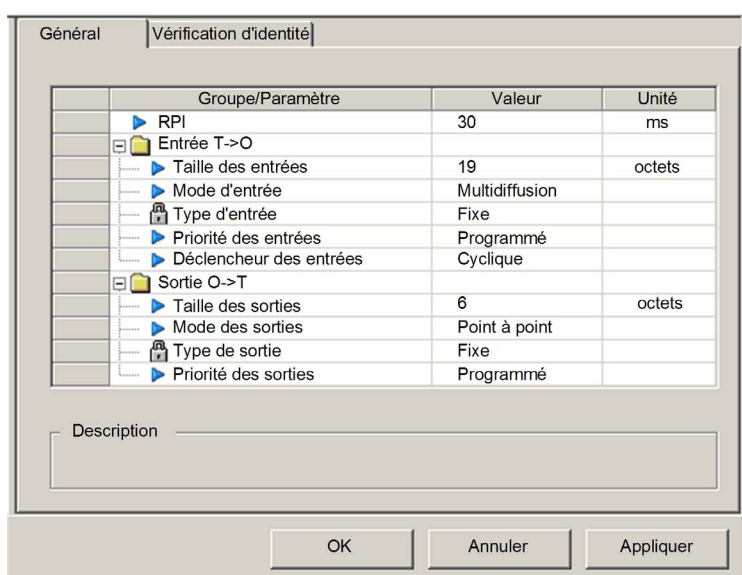 Général Vérification d'identité
Groupe/Paramètre Valeur Unité
RPI 30 ms
Entrée T->O
Taille des entrées 19 octets
Mode d'entrée Multidiffusion
Type d'entrée Fixe
Priorité des entrées Programmé
Déclencheur des entrées Cyclique
Sortie O->T
Taille des sorties 6 octets
Mode des sorties Point à point
Type de sortie Fixe
Priorité des sorties Programmé
Description
OK Annuler Appliquer